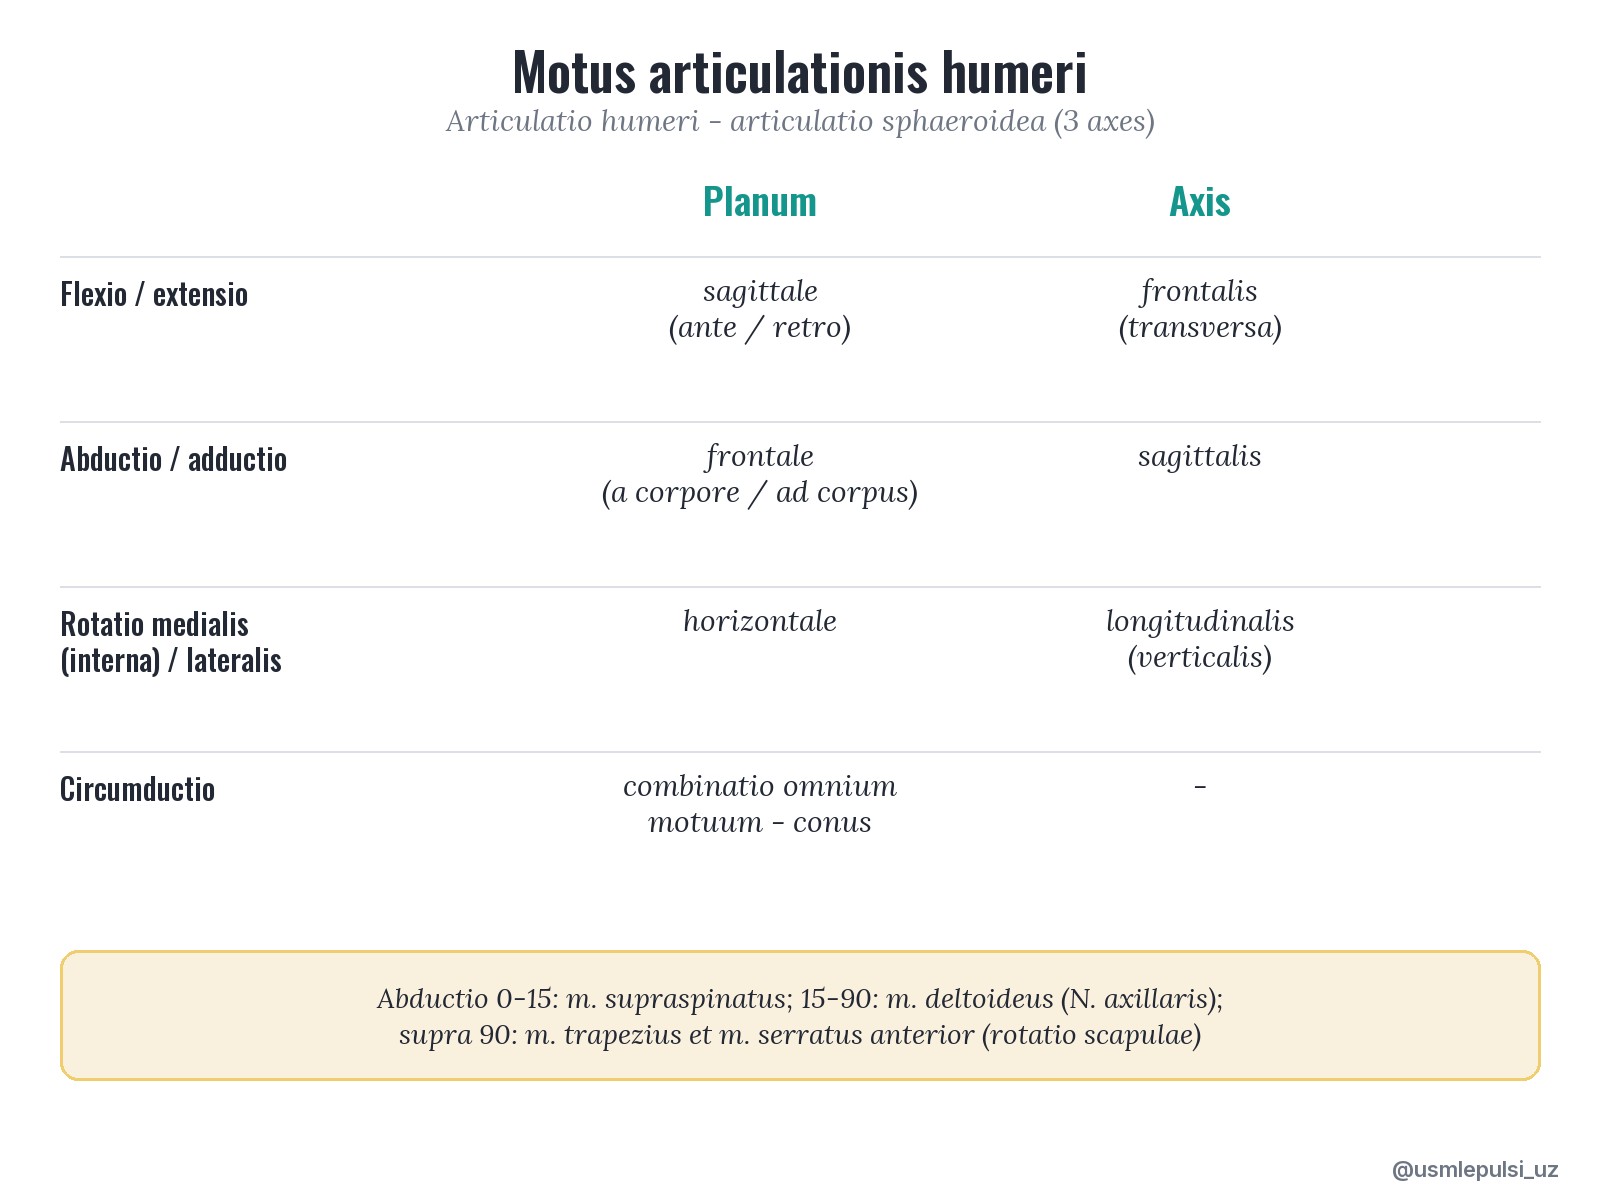 Motus articulationis humeri
Articulatio humeri - articulatio sphaeroidea (3 axes)
Planum Axis
Flexio / extensio sagittale frontalis
(ante / retro) (transversa)
Abductio / adductio frontale sagittalis
(a corpore / ad corpus)
Rotatio medialis horizontale longitudinalis
(interna) / lateralis (verticalis)
Circumductio combinatio omnium -
motuum - conus
Abductio 0-15: m. supraspinatus; 15-90: m. deltoideus (N. axillaris);
supra 90: m. trapezius et m. serratus anterior (rotatio scapulae)
@usmlepulsi_uz